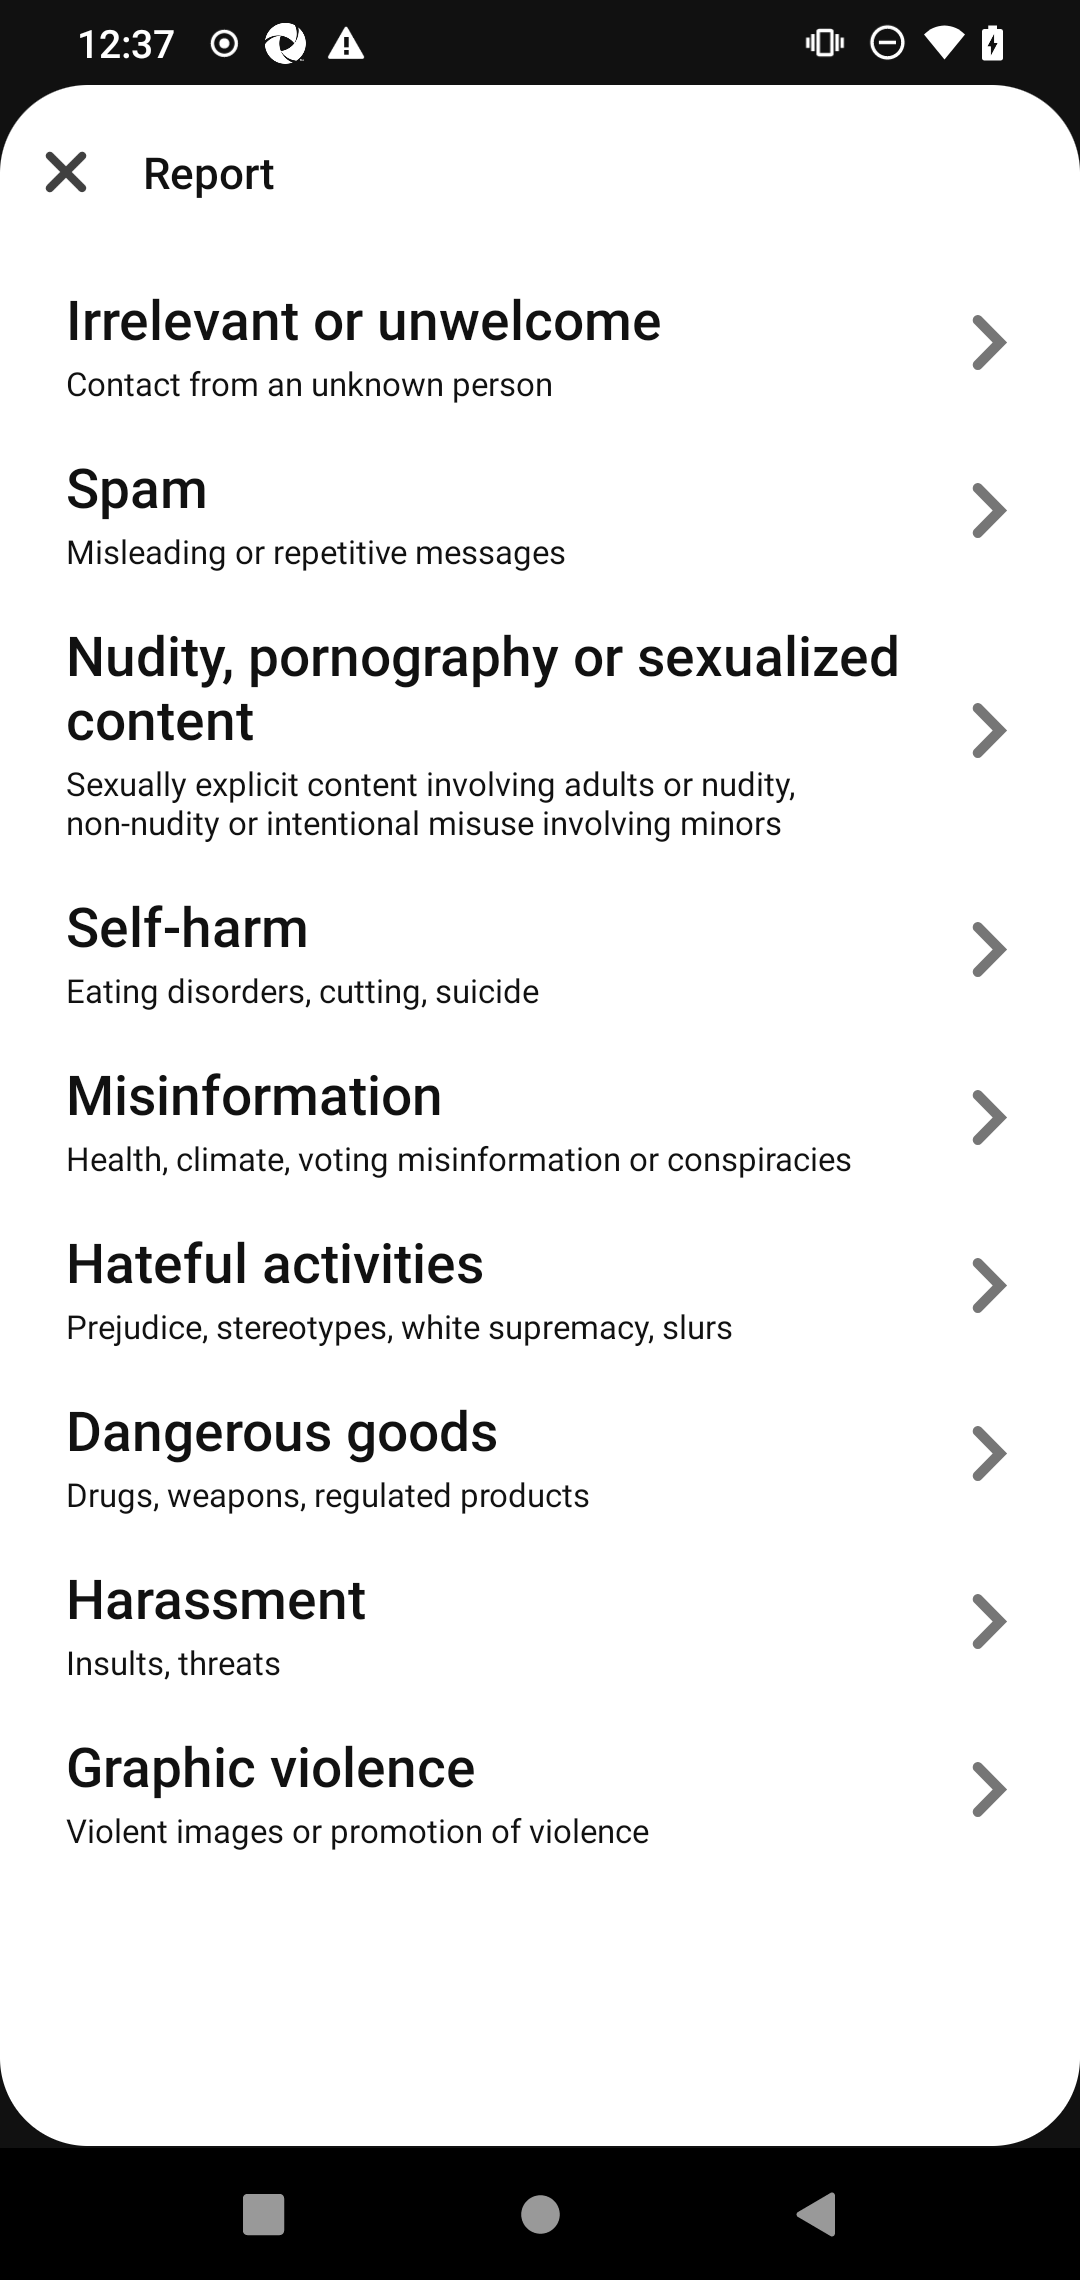 12:37
Report
Irrelevant or unwelcome
Contact from an unknown person
Spam
Misleading or repetitive messages
Nudity, pornography or sexualized
content
Sexually explicit content involving adults or nudity,
non-nudity or intentional misuse involving minors
Self-harm
Eating disorders, cutting, suicide
Misinformation
Health, climate, voting misinformation or conspiracies
Hateful activities
Prejudice, stereotypes, white supremacy, slurs
Dangerous goods
Drugs, weapons, regulated products
Harassment
Insults, threats
Graphic violence
Violent images or promotion of violence